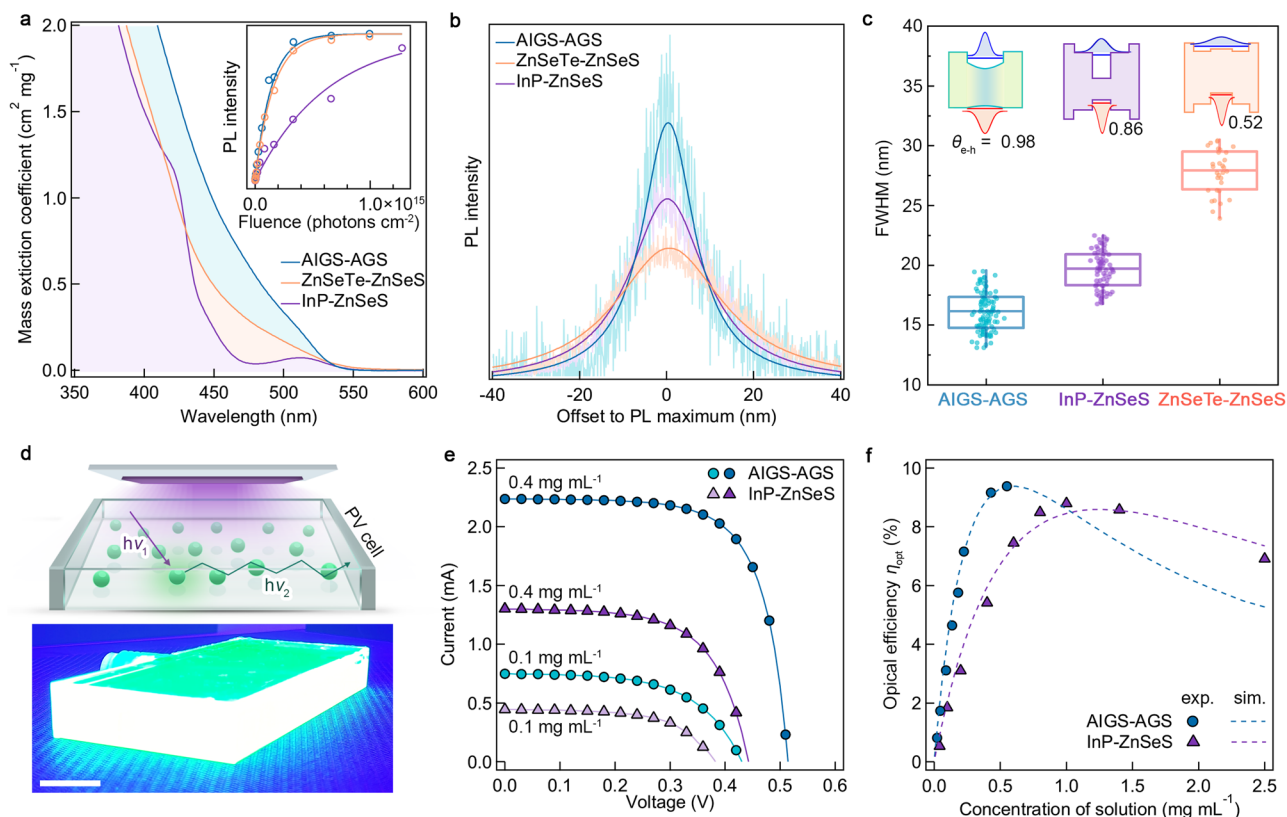 a
2.0
1.5
1.0
0.5
0.0
Mass extiction coefficient (cm² mg⁻¹)
350 400 450 500 550 600
Wavelength (nm)
PL intensity
0.0 1.0×10¹⁵
Fluence (photons cm⁻²)
AIGS-AGS
ZnSeTe-ZnSeS
InP-ZnSeS
b
AIGS-AGS
ZnSeTe-ZnSeS
InP-ZnSeS
PL intensity
-40 -20 0 20 40
Offset to PL maximum (nm)
c
40
35
30
25
20
15
10
FWHM (nm)
θe-h = 0.98
0.86
0.52
AIGS-AGS InP-ZnSeS ZnSeTe-ZnSeS
d
hν₁
hν₂
PV cell
e
2.5
2.0
1.5
1.0
0.5
0.0
Current (mA)
0.4 mg mL⁻¹
0.4 mg mL⁻¹
0.1 mg mL⁻¹
0.1 mg mL⁻¹
AIGS-AGS
InP-ZnSeS
0.0 0.1 0.2 0.3 0.4 0.5 0.6
Voltage (V)
f
10
8
6
4
2
0
Opical efficiency ηopt (%)
exp. sim.
AIGS-AGS
InP-ZnSeS
0.0 0.5 1.0 1.5 2.0 2.5
Concentration of solution (mg mL⁻¹)